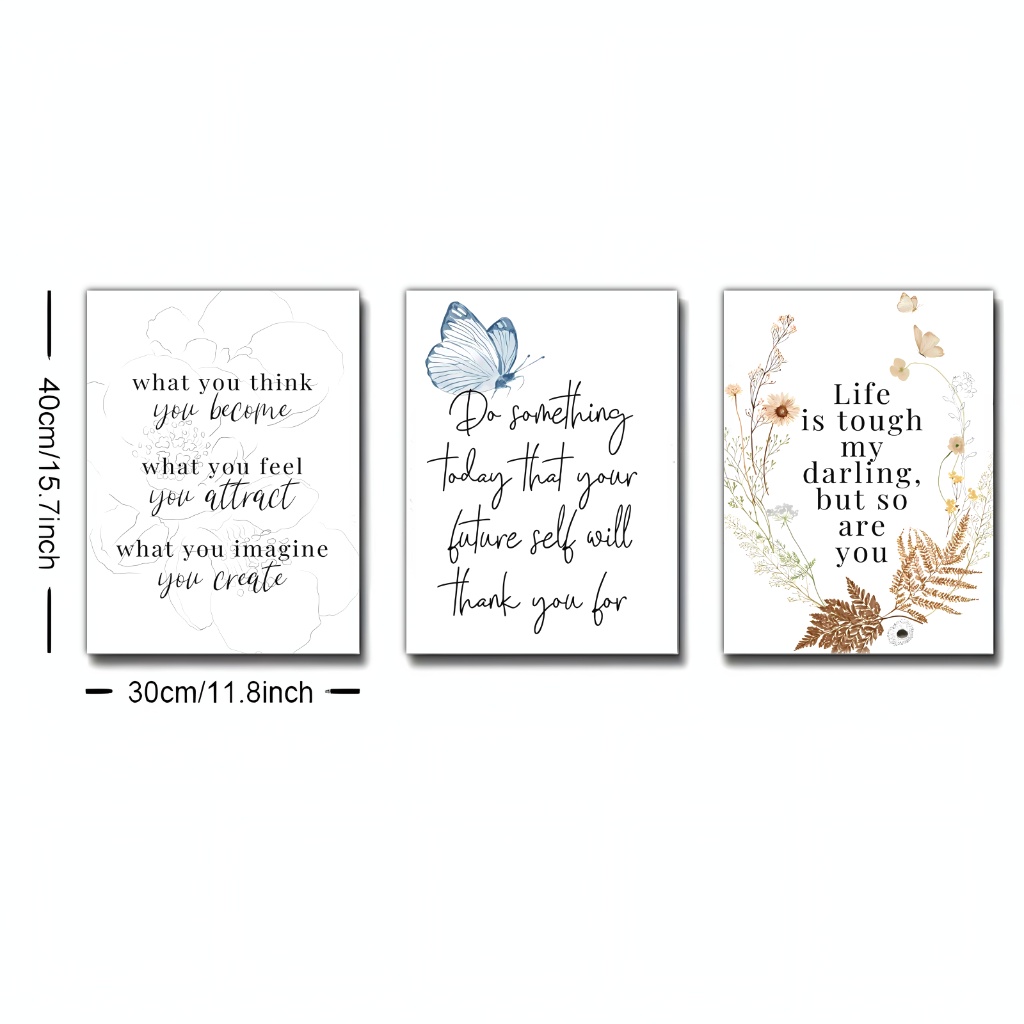 40cm/15.7inch
30cm/11.8inch
what you think
you become
what you feel
you attract
what you imagine
you create
Do something
today that your
future self will
thank you for
Life
is tough
my
darling,
but so
are
you